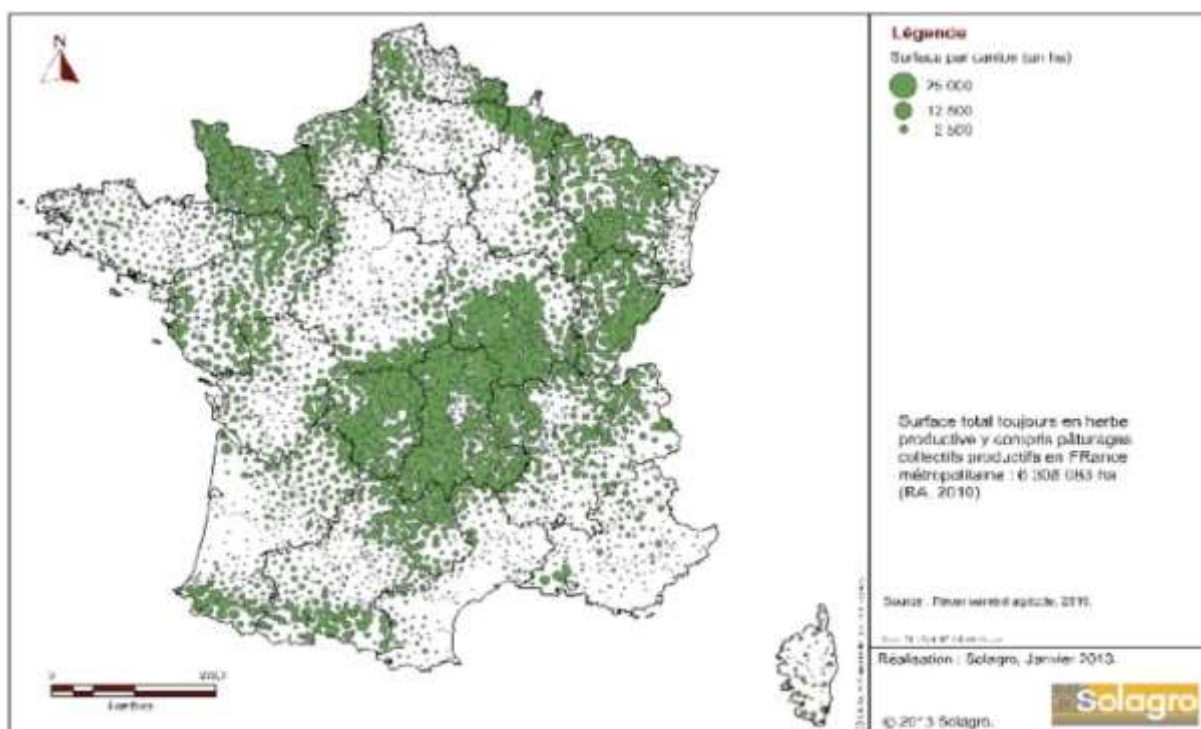 N
Légende
Surface par canton (en ha)
25 000
12 500
2 500
Surface total toujours en herbe
productive y compris pâturages
collectifs productifs en FRance
métropolitaine : 6 308 083 ha
(RA, 2010)
Source : Recensement agricole, 2010.
Réalisation : Solagro, Janvier 2013.
Solagro
© 2013 Solagro.
0